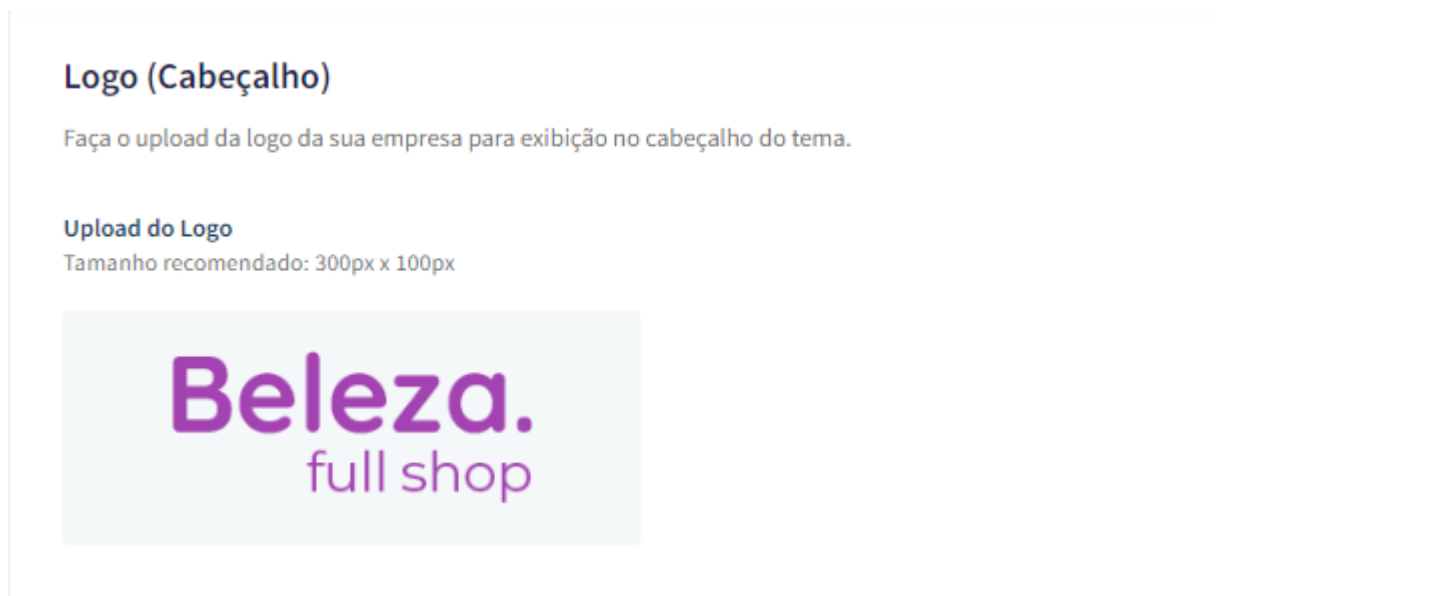 Logo (Cabeçalho)
Faça o upload da logo da sua empresa para exibição no cabeçalho do tema.
Upload do Logo
Tamanho recomendado: 300px x 100px
Beleza.
full shop